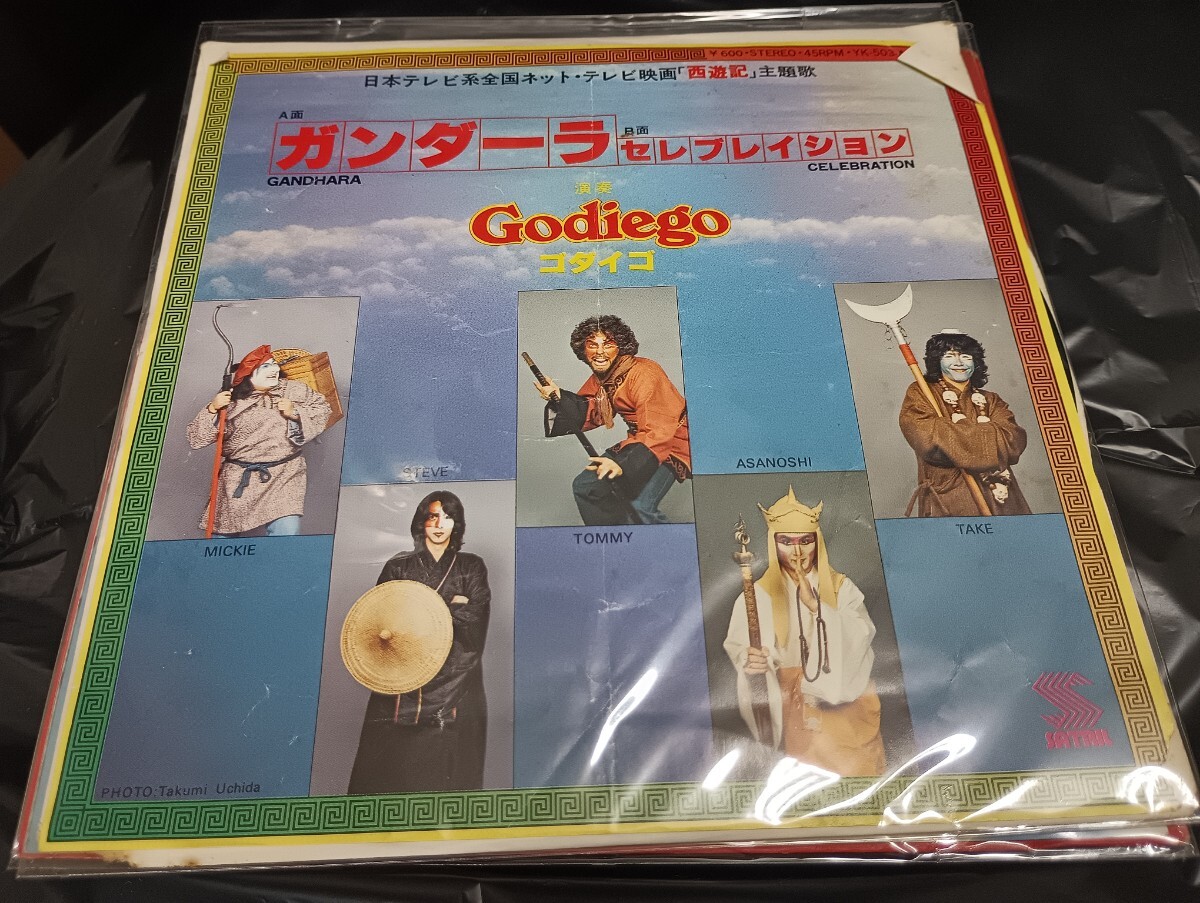 ¥600・STEREO・45RPM・YK-503
日本テレビ系全国ネット・テレビ映画「西遊記」主題歌
A面
ガンダーラ
GANDHARA
B面
セレブレイション
CELEBRATION
演奏
Godiego
ゴダイゴ
STEVE
ASANOSHI
MICKIE
TOMMY
TAKE
SATRIL
PHOTO:Takumi Uchida